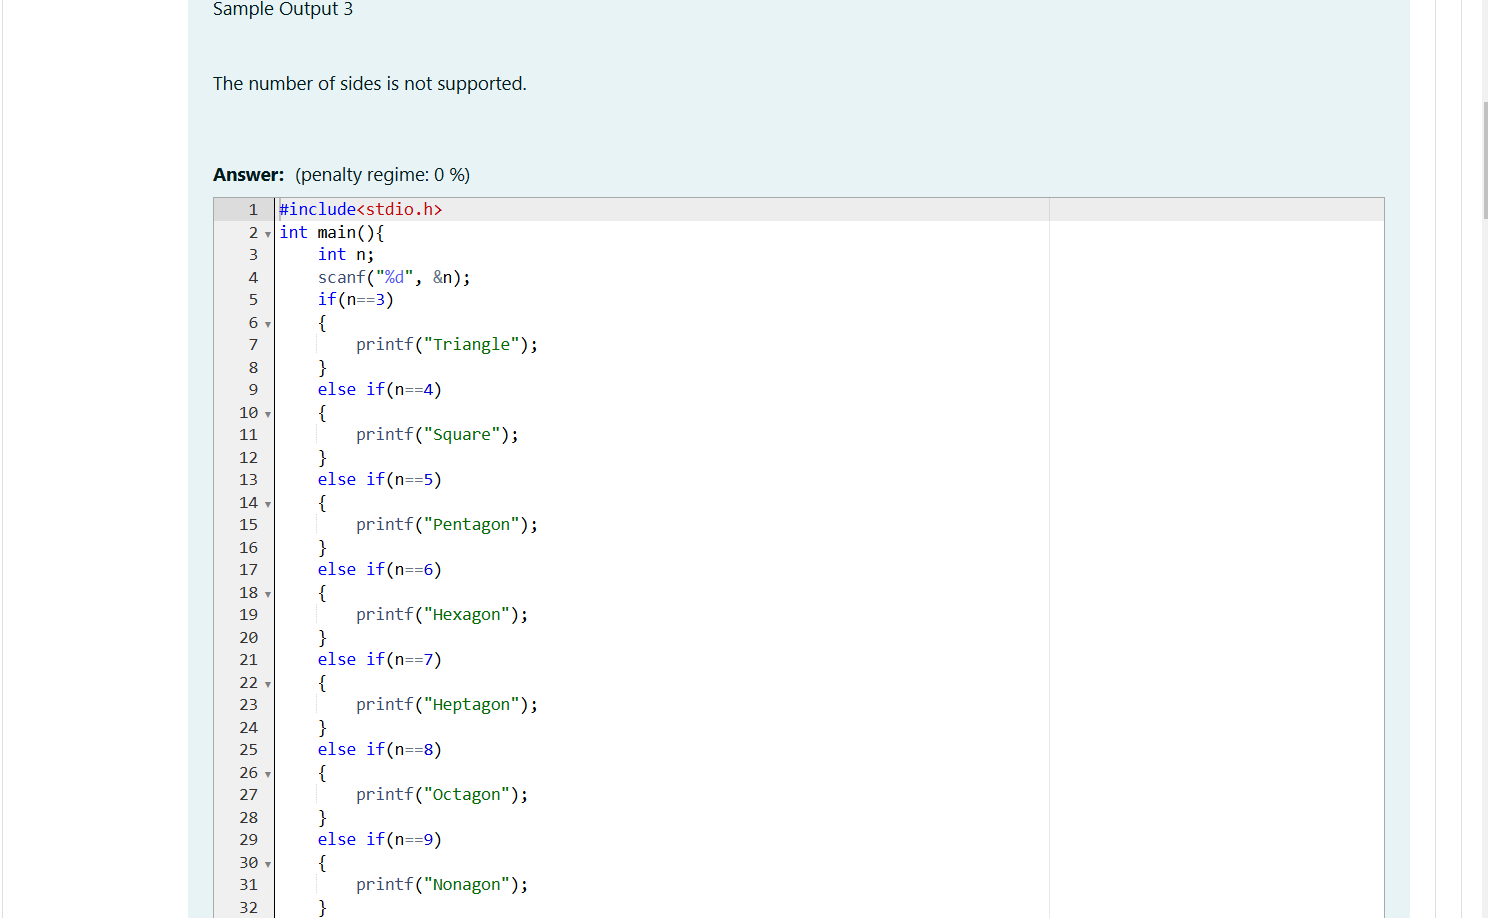 Sample Output 3
The number of sides is not supported.
Answer: (penalty regime: 0 %)
1 #include<stdio.h>
2 int main(){
3     int n;
4     scanf("%d", &n);
5     if(n==3)
6     {
7         printf("Triangle");
8     }
9     else if(n==4)
10     {
11         printf("Square");
12     }
13     else if(n==5)
14     {
15         printf("Pentagon");
16     }
17     else if(n==6)
18     {
19         printf("Hexagon");
20     }
21     else if(n==7)
22     {
23         printf("Heptagon");
24     }
25     else if(n==8)
26     {
27         printf("Octagon");
28     }
29     else if(n==9)
30     {
31         printf("Nonagon");
32     }